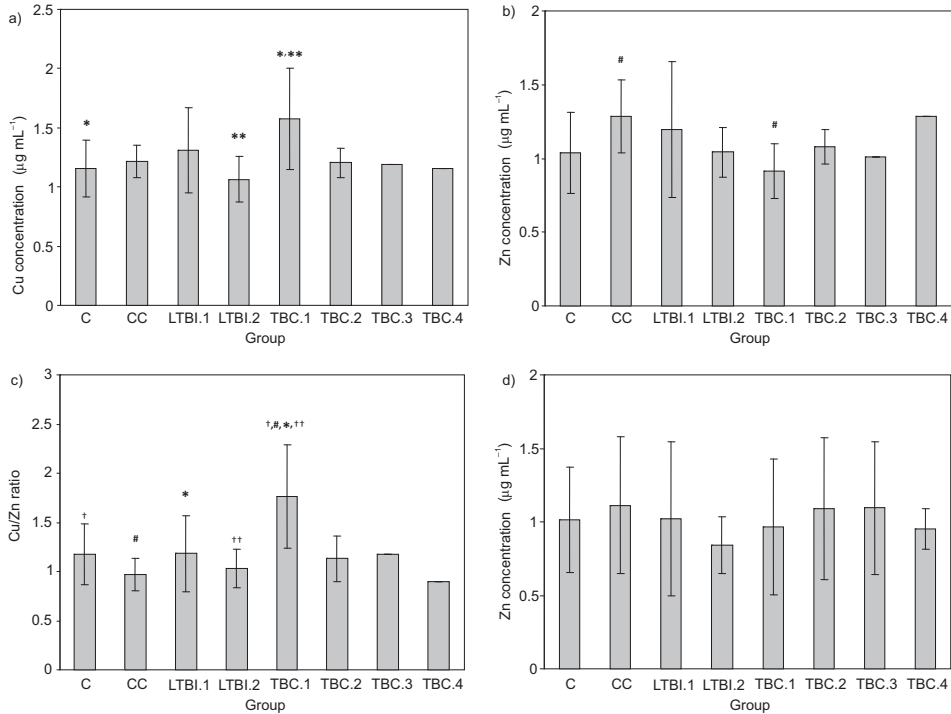 a)
2.5
2
1.5
1
0.5
0
Cu concentration (µg mL⁻¹)
*
**
*,**
C CC LTBI.1 LTBI.2 TBC.1 TBC.2 TBC.3 TBC.4
Group
b)
2
1.5
1
0.5
0
Zn concentration (µg mL⁻¹)
#
#
C CC LTBI.1 LTBI.2 TBC.1 TBC.2 TBC.3 TBC.4
Group
c)
3
2.5
2
1.5
1
0.5
0
Cu/Zn ratio
†
#
*
††
†,#,*,††
C CC LTBI.1 LTBI.2 TBC.1 TBC.2 TBC.3 TBC.4
Group
d)
2
1.5
1
0.5
0
Zn concentration (µg mL⁻¹)
C CC LTBI.1 LTBI.2 TBC.1 TBC.2 TBC.3 TBC.4
Group